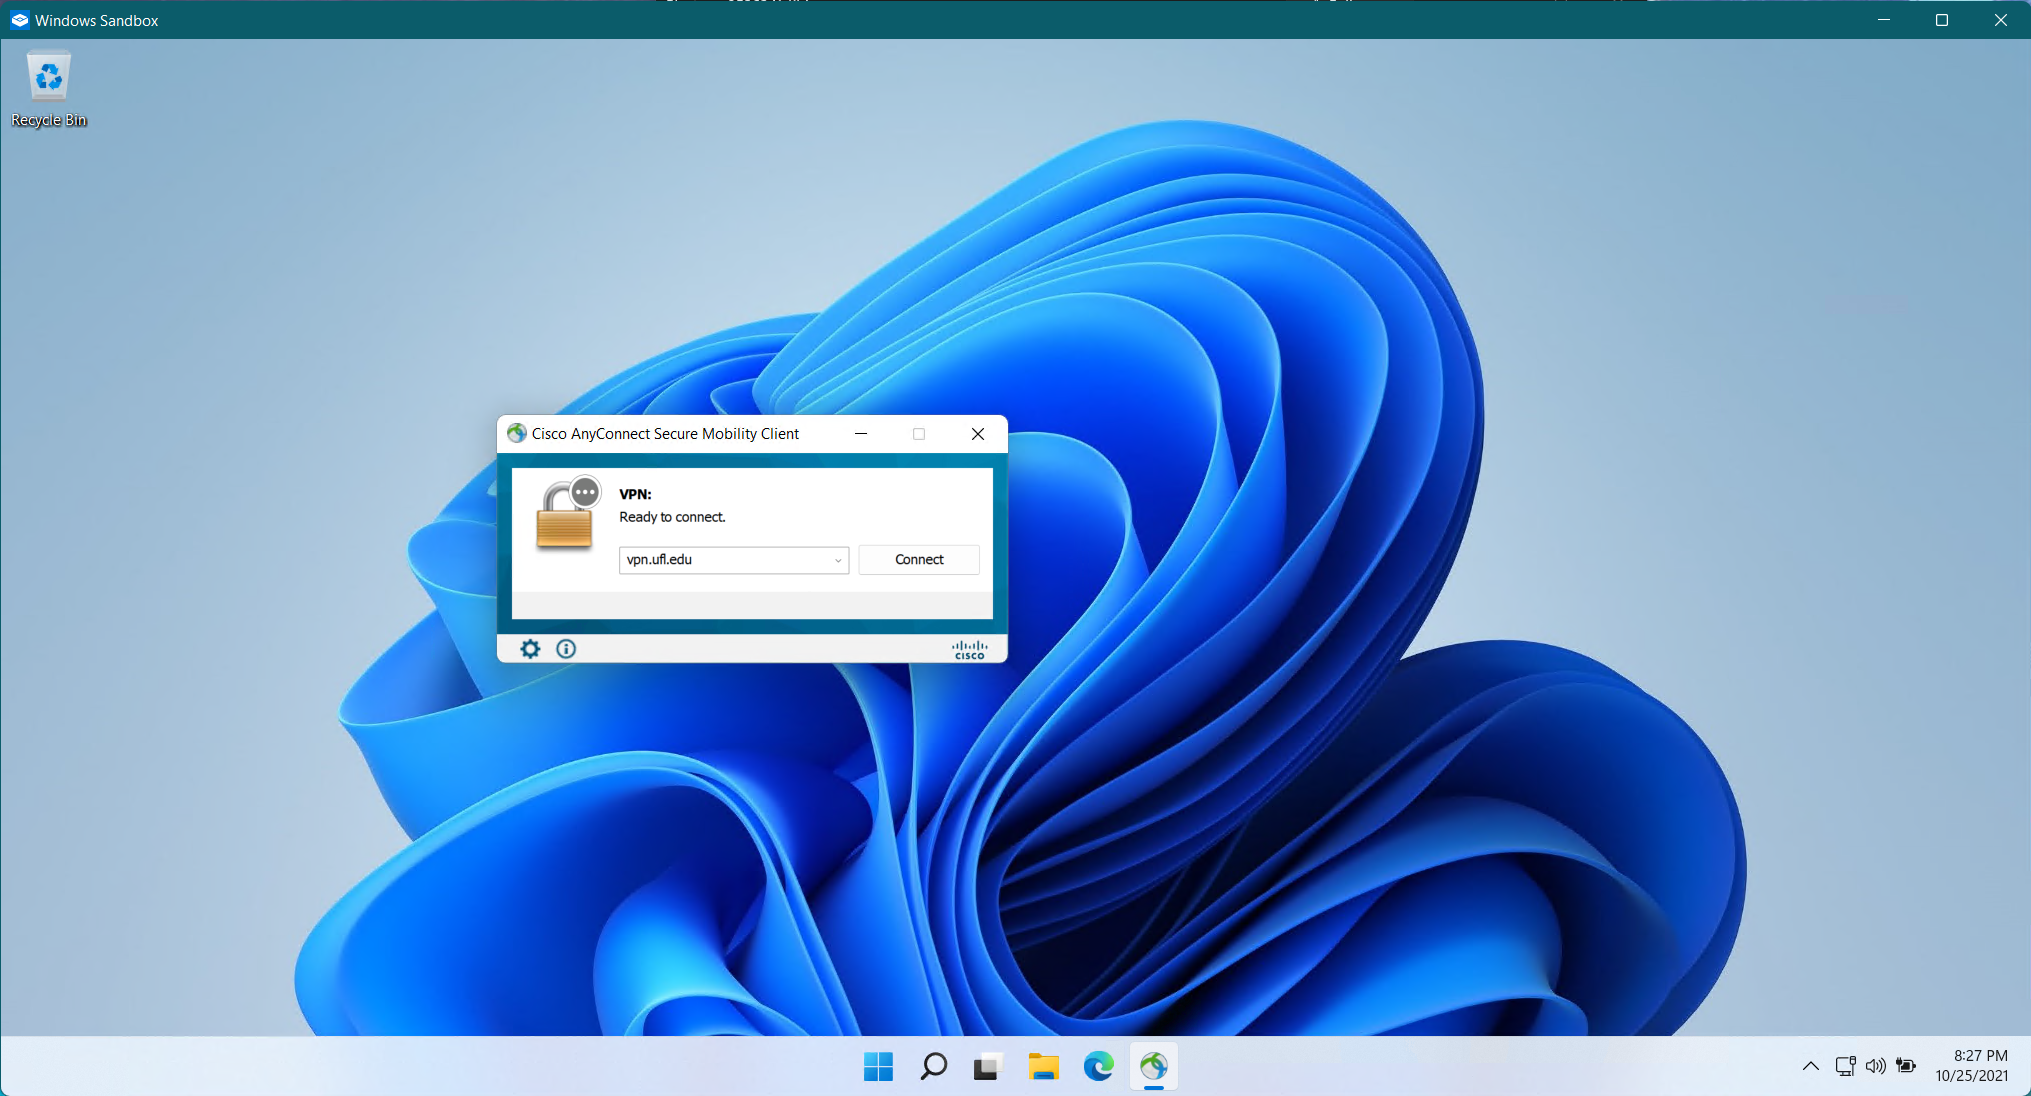 Windows Sandbox
Recycle Bin
Cisco AnyConnect Secure Mobility Client
VPN:
Ready to connect.
vpn.ufl.edu
Connect
CISCO
8:27 PM
10/25/2021